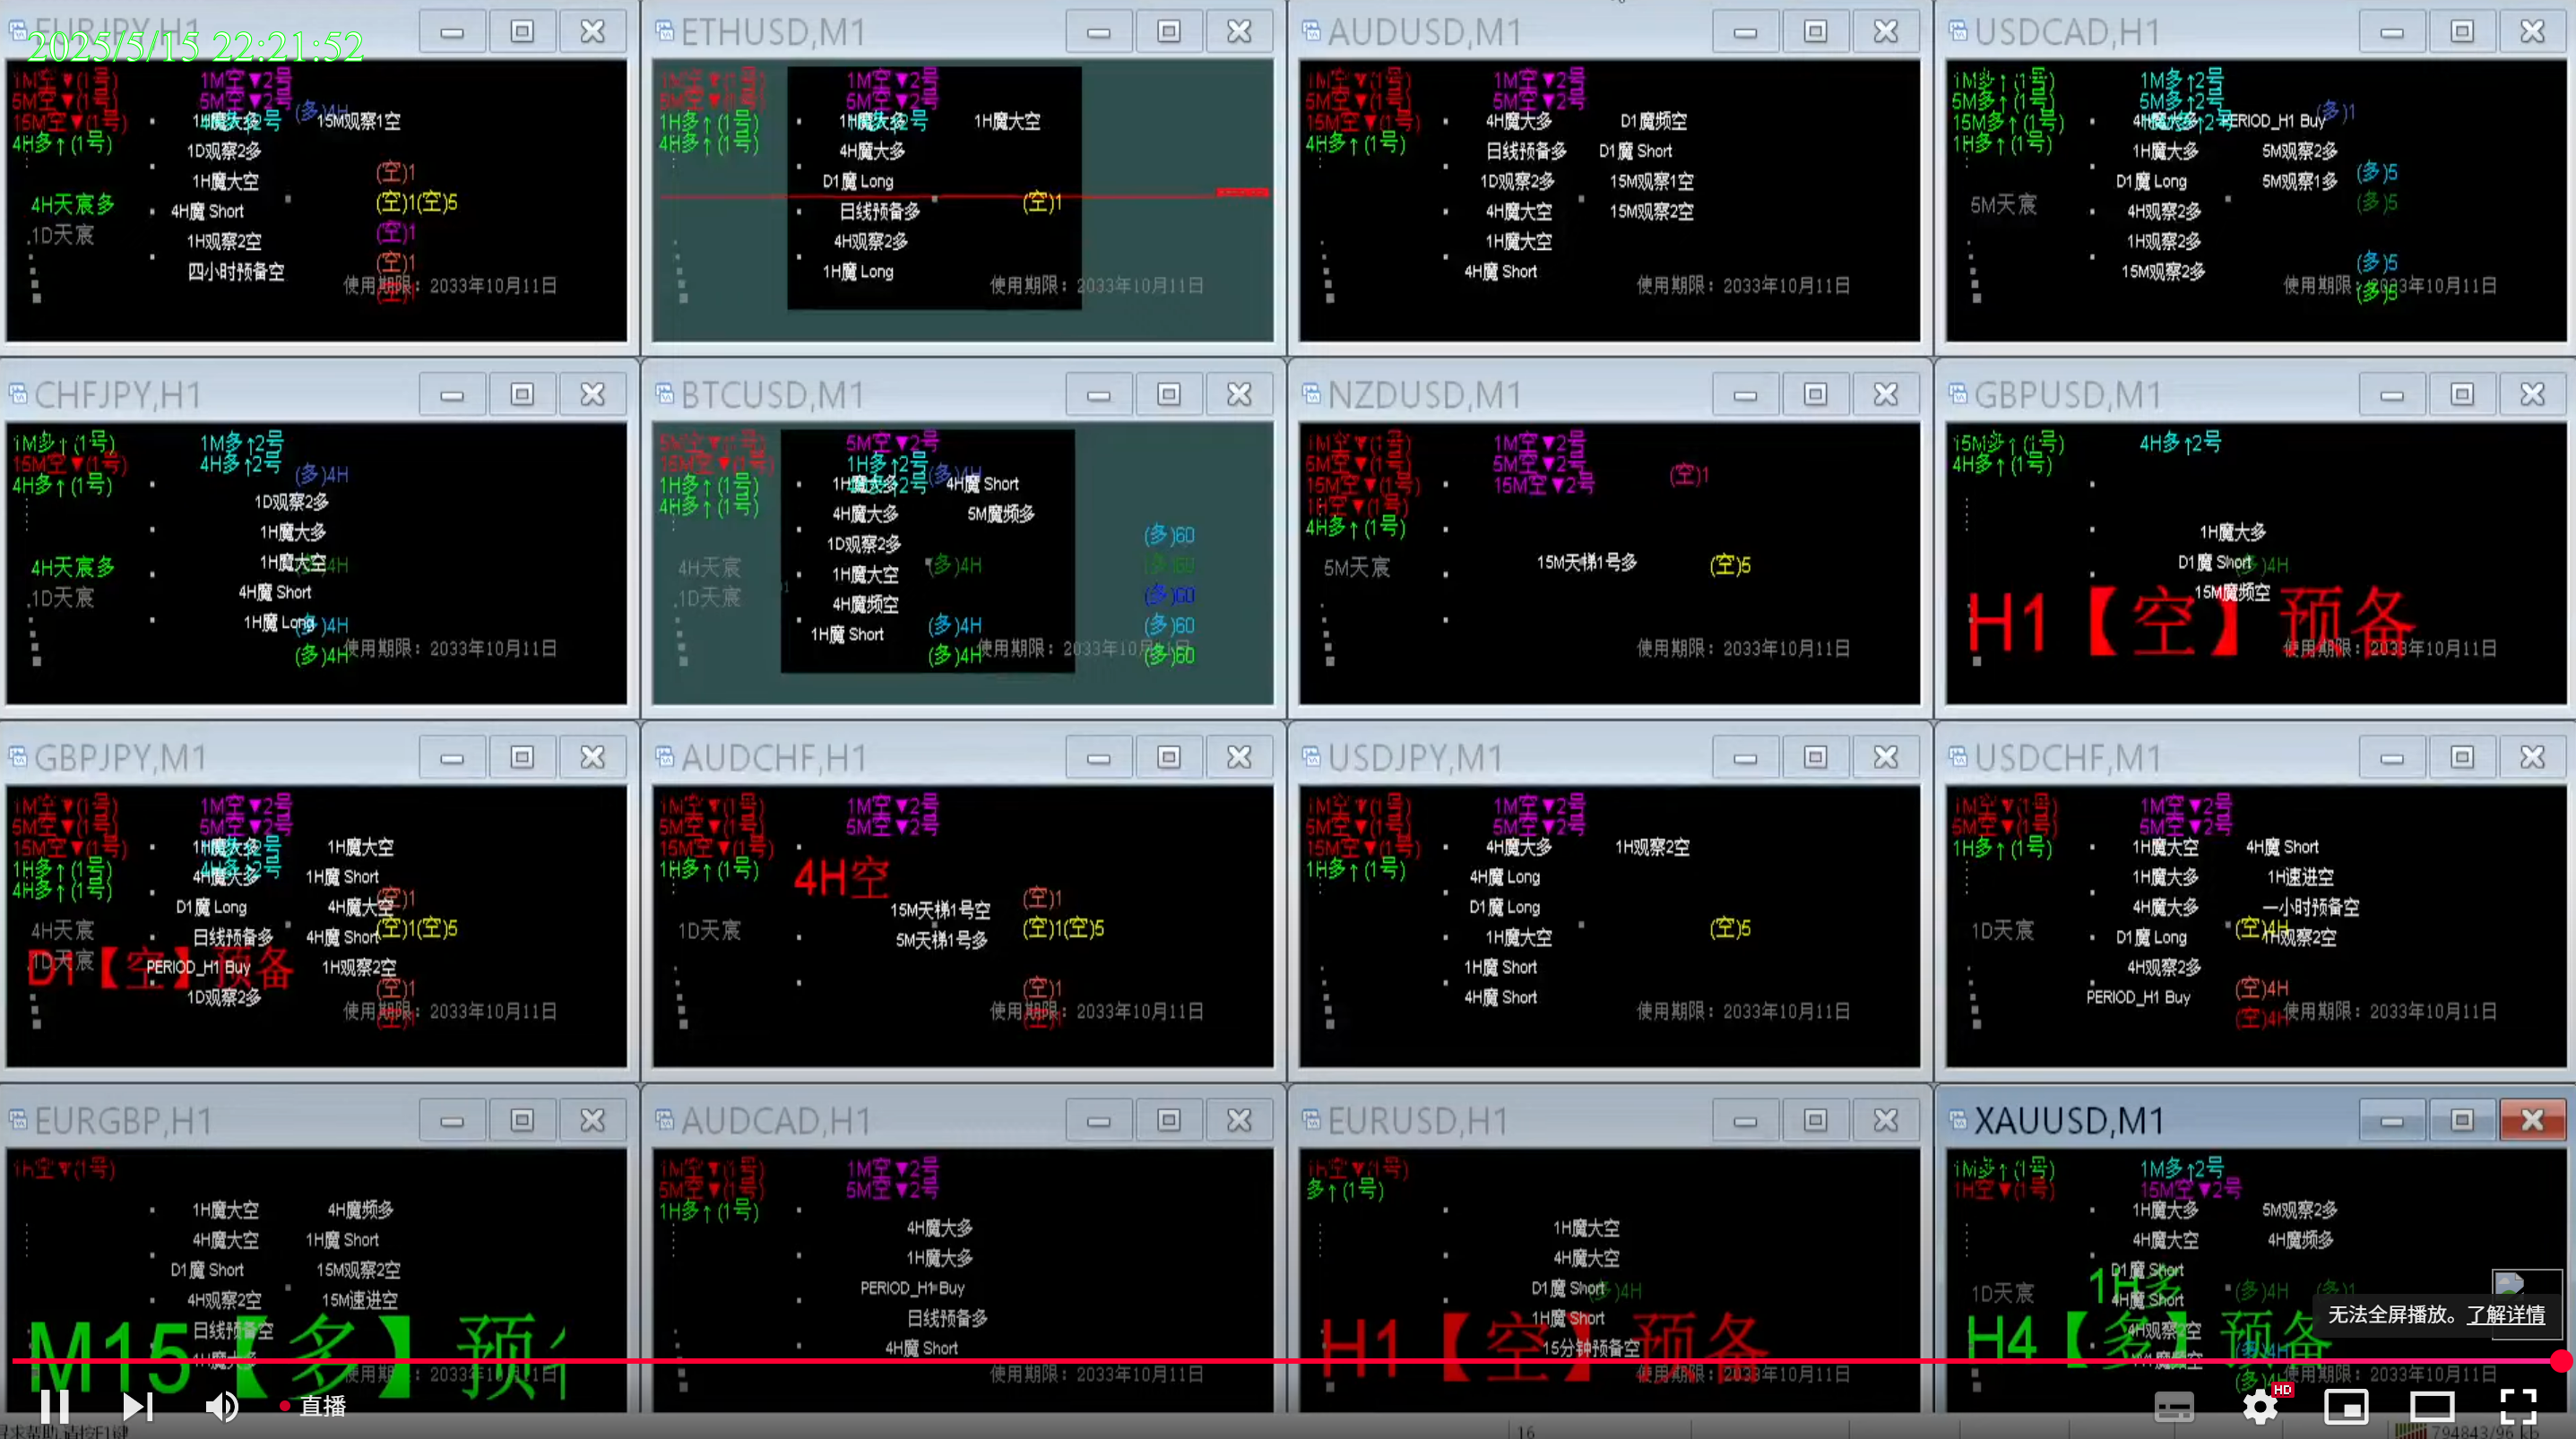 EURJPY,H1
2025/5/15 22:21:52
1M空▼(1号)
5M空▼(1号)
15M空▼(1号)
4H多↑(1号)
1M空▼2号
5M空▼2号
(多)4H
1H魔大多
15M观察1空
1D观察2多
1H魔大空
4H魔 Short
1H观察2空
四小时预备空
4H天宸多
.1D天宸
(空)1
(空)1(空)5
(空)1
(空)1
(空)1
使用期限：2033年10月11日
ETHUSD,M1
1M空▼(1号)
5M空▼(1号)
1H多↑(1号)
4H多↑(1号)
1M空▼2号
5M空▼2号
1H魔大多
1H魔大空
4H魔大多
D1魔 Long
日线预备多
4H观察2多
1H魔 Long
(空)1
使用期限：2033年10月11日
AUDUSD,M1
1M空▼(1号)
5M空▼(1号)
15M空▼(1号)
4H多↑(1号)
1M空▼2号
5M空▼2号
4H魔大多
D1魔频空
日线预备多
D1魔 Short
1D观察2多
15M观察1空
4H魔大空
15M观察2空
1H魔大空
4H魔 Short
使用期限：2033年10月11日
USDCAD,H1
1M多↑(1号)
5M多↑(1号)
15M多↑(1号)
1H多↑(1号)
1M多↑2号
5M多↑2号
4H魔大多
PERIOD_H1 Buy
(多)1
1H魔大多
5M观察2多
D1魔 Long
5M观察1多
4H观察2多
1H观察2多
15M观察2多
5M天宸
(多)5
(多)5
(多)5
(多)5
使用期限：2033年10月11日
CHFJPY,H1
1M多↑(1号)
15M空▼(1号)
4H多↑(1号)
1M多↑2号
4H多↑2号
(多)4H
1D观察2多
1H魔大多
1H魔大空
4H魔 Short
1H魔 Long
4H天宸多
.1D天宸
(多)4H
(多)4H
使用期限：2033年10月11日
BTCUSD,M1
5M空▼(1号)
15M空▼(1号)
1H多↑(1号)
4H多↑(1号)
5M空▼2号
1H多↑2号
(多)4H
1H魔大多
4H魔 Short
4H魔大多
5M魔频多
1D观察2多
1H魔大空
4H魔频空
1H魔 Short
4H天宸
.1D天宸
(多)4H
(多)4H
(多)4H
(多)60
(多)60
(多)60
(多)60
(多)60
使用期限：2033年10月11日
NZDUSD,M1
1M空▼(1号)
5M空▼(1号)
15M空▼(1号)
1H空▼(1号)
4H多↑(1号)
1M空▼2号
5M空▼2号
15M空▼2号
(空)1
15M天梯1号多
(空)5
5M天宸
使用期限：2033年10月11日
GBPUSD,M1
15M多↑(1号)
4H多↑(1号)
4H多↑2号
1H魔大多
D1魔 Short
(多)4H
15M魔频空
H1【空】预备
使用期限：2033年10月11日
GBPJPY,M1
1M空▼(1号)
5M空▼(1号)
15M空▼(1号)
1H多↑(1号)
4H多↑(1号)
1M空▼2号
5M空▼2号
1H魔大多
1H魔大空
4H魔大多
1H魔 Short
D1魔 Long
4H魔大空
日线预备多
4H魔 Short
PERIOD_H1 Buy
1H观察2空
1D观察2多
4H天宸
.1D天宸
D1【空】预备
(空)1
(空)1(空)5
(空)1
(空)1
使用期限：2033年10月11日
AUDCHF,H1
1M空▼(1号)
5M空▼(1号)
15M空▼(1号)
1H多↑(1号)
1M空▼2号
5M空▼2号
4H空
15M天梯1号空
5M天梯1号多
1D天宸
(空)1
(空)1(空)5
(空)1
(空)1
使用期限：2033年10月11日
USDJPY,M1
1M空▼(1号)
5M空▼(1号)
15M空▼(1号)
1H多↑(1号)
1M空▼2号
5M空▼2号
4H魔大多
1H观察2空
4H魔 Long
D1魔 Long
1H魔大空
1H魔 Short
4H魔 Short
(空)5
使用期限：2033年10月11日
USDCHF,M1
1M空▼(1号)
5M空▼(1号)
1H多↑(1号)
1M空▼2号
5M空▼2号
1H魔大空
4H魔 Short
1H魔大多
1H速进空
4H魔大多
一小时预备空
D1魔 Long
1H观察2空
4H观察2多
PERIOD_H1 Buy
1D天宸
(空)4H
(空)4H
(空)4H
使用期限：2033年10月11日
EURGBP,H1
1h空▼(1号)
1H魔大空
4H魔频多
4H魔大空
1H魔 Short
D1魔 Short
15M观察2空
4H观察2空
15M速进空
日线预备空
1H魔大多
M15【多】预
使用期限：2033年10月11日
AUDCAD,H1
1M空▼(1号)
5M空▼(1号)
1H多↑(1号)
1M空▼2号
5M空▼2号
4H魔大多
1H魔大多
PERIOD_H1 Buy
日线预备多
4H魔 Short
使用期限：2033年10月11日
EURUSD,H1
1h空▼(1号)
多↑(1号)
1H魔大空
4H魔大空
D1魔 Short
(多)4H
1H魔 Short
15分钟预备空
H1【空】预备
使用期限：2033年10月11日
XAUUSD,M1
1M多↑(1号)
1H空▼(1号)
1M多↑2号
15M空▼2号
1H魔大多
5M观察2多
4H魔大空
4H魔频多
D1魔 Short
1H多
4H魔 Short
1D天宸
(多)4H
(多)1
4H观察2空
H4【多】预备
使用期限：2033年10月11日
无法全屏播放。了解详情
直播
HD
16
794843/96 kb